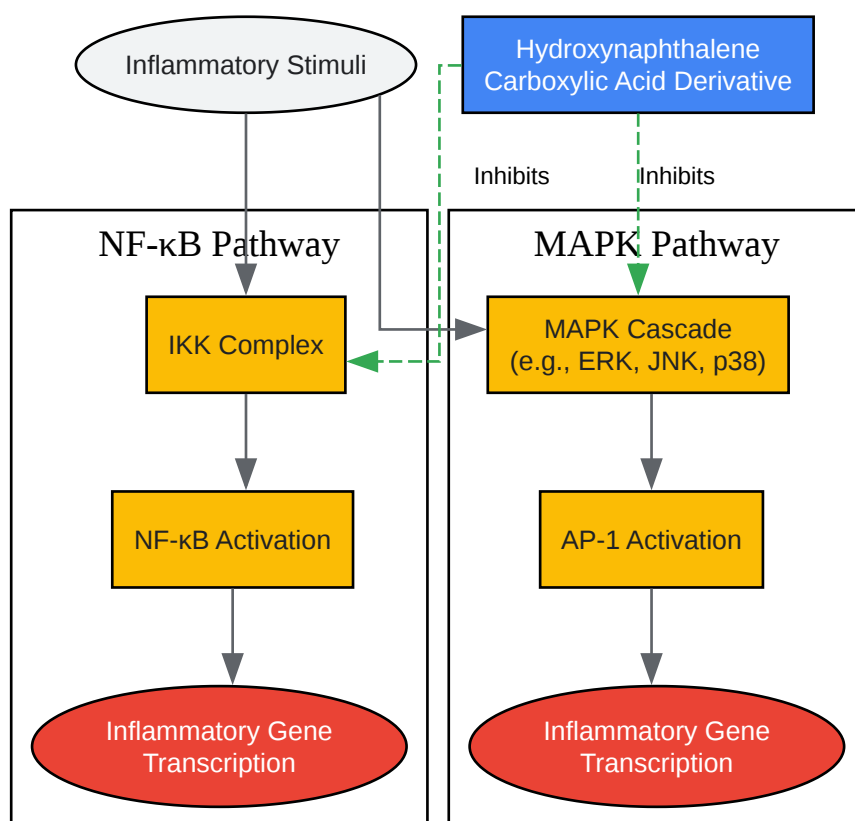 Inflammatory Stimuli
Hydroxynaphthalene
Carboxylic Acid Derivative
Inhibits
Inhibits
NF-κB Pathway
MAPK Pathway
IKK Complex
MAPK Cascade
(e.g., ERK, JNK, p38)
NF-κB Activation
AP-1 Activation
Inflammatory Gene
Transcription
Inflammatory Gene
Transcription